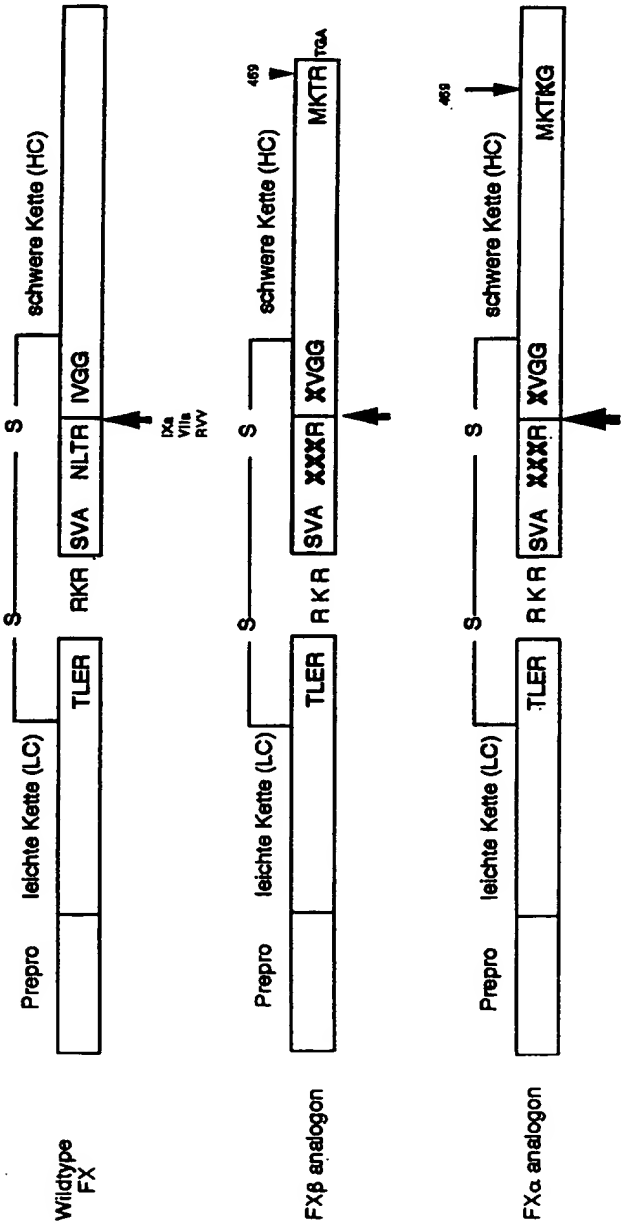 Wildtype
FX
Prepro
leichte Kette (LC)
S
S
schwere Kette (HC)
TLER
RKR
SVA
NLTR
IVGG
IXa
VIIa
RVV
FXβ analogon
Prepro
leichte Kette (LC)
S
S
schwere Kette (HC)
469
TLER
RKR
SVA
XXXR
XVGG
MKTR
TGA
FXα analogon
Prepro
leichte Kette (LC)
S
S
schwere Kette (HC)
469
TLER
RKR
SVA
XXXR
XVGG
MKTKG